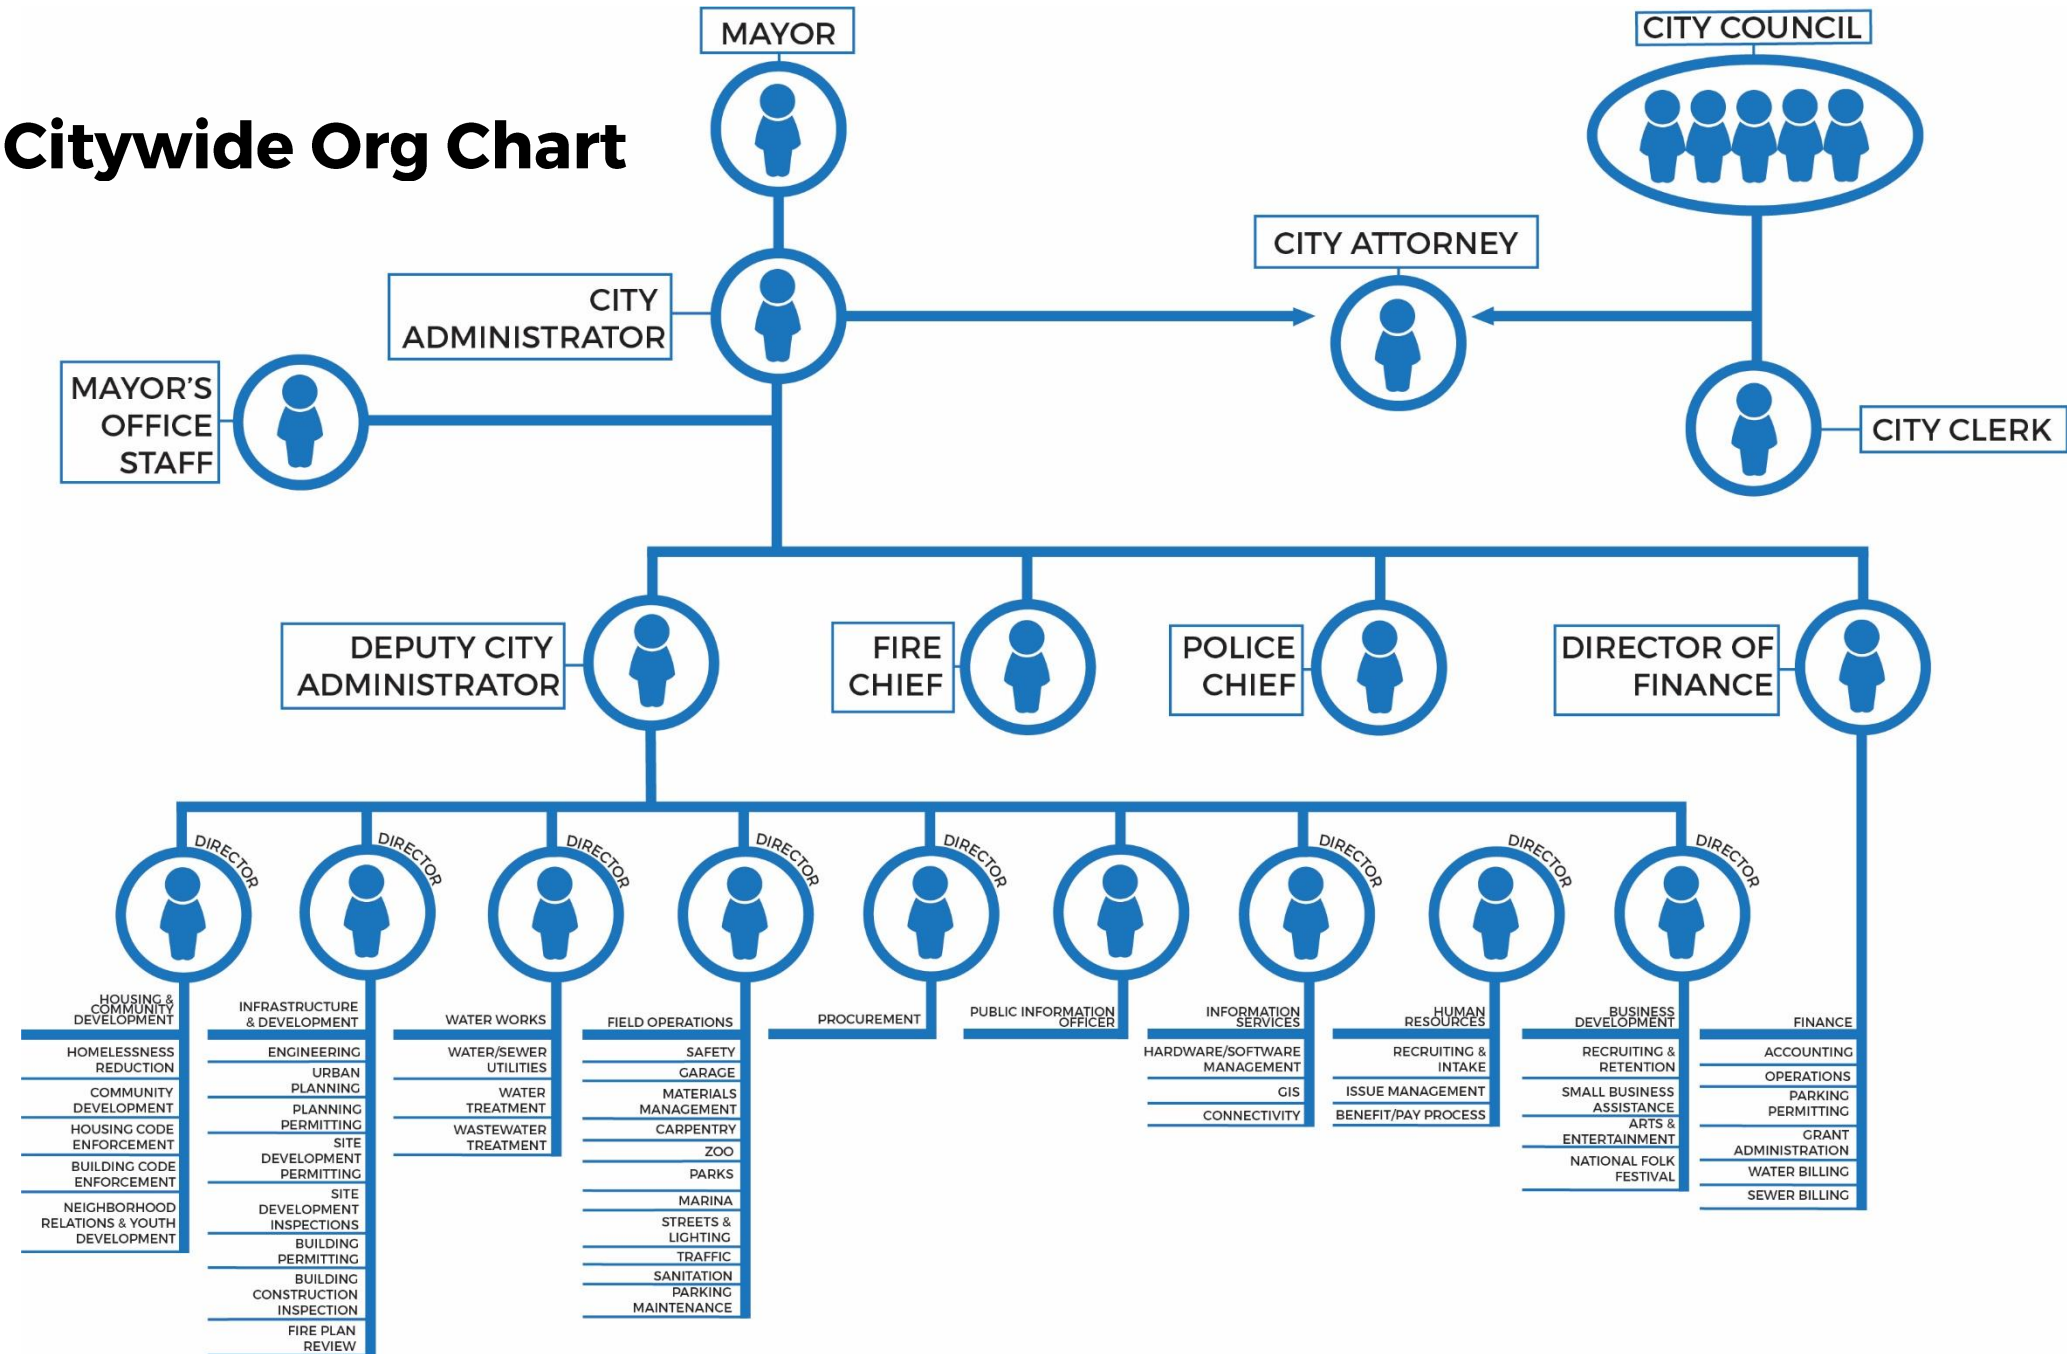 MAYOR
CITY COUNCIL
Citywide Org Chart
CITY ATTORNEY
CITY
ADMINISTRATOR
MAYOR'S
OFFICE
STAFF
CITY CLERK
DEPUTY CITY
ADMINISTRATOR
FIRE
CHIEF
POLICE
CHIEF
DIRECTOR OF
FINANCE
DIRECTOR
DIRECTOR
DIRECTOR
DIRECTOR
DIRECTOR
DIRECTOR
DIRECTOR
DIRECTOR
HOUSING &
COMMUNITY
DEVELOPMENT
HOMELESSNESS
REDUCTION
COMMUNITY
DEVELOPMENT
HOUSING CODE
ENFORCEMENT
BUILDING CODE
ENFORCEMENT
NEIGHBORHOOD
RELATIONS & YOUTH
DEVELOPMENT
INFRASTRUCTURE
& DEVELOPMENT
ENGINEERING
URBAN
PLANNING
PLANNING
PERMITTING
SITE
DEVELOPMENT
PERMITTING
SITE
DEVELOPMENT
INSPECTIONS
BUILDING
PERMITTING
BUILDING
CONSTRUCTION
INSPECTION
FIRE PLAN
REVIEW
WATER WORKS
WATER/SEWER
UTILITIES
WATER
TREATMENT
WASTEWATER
TREATMENT
FIELD OPERATIONS
SAFETY
GARAGE
MATERIALS
MANAGEMENT
CARPENTRY
ZOO
PARKS
MARINA
STREETS &
LIGHTING
TRAFFIC
SANITATION
PARKING
MAINTENANCE
PROCUREMENT
PUBLIC INFORMATION
OFFICER
INFORMATION
SERVICES
HARDWARE/SOFTWARE
MANAGEMENT
GIS
CONNECTIVITY
HUMAN
RESOURCES
RECRUITING &
INTAKE
ISSUE MANAGEMENT
BENEFIT/PAY PROCESS
BUSINESS
DEVELOPMENT
RECRUITING &
RETENTION
SMALL BUSINESS
ASSISTANCE
ARTS &
ENTERTAINMENT
NATIONAL FOLK
FESTIVAL
FINANCE
ACCOUNTING
OPERATIONS
PARKING
PERMITTING
GRANT
ADMINISTRATION
WATER BILLING
SEWER BILLING